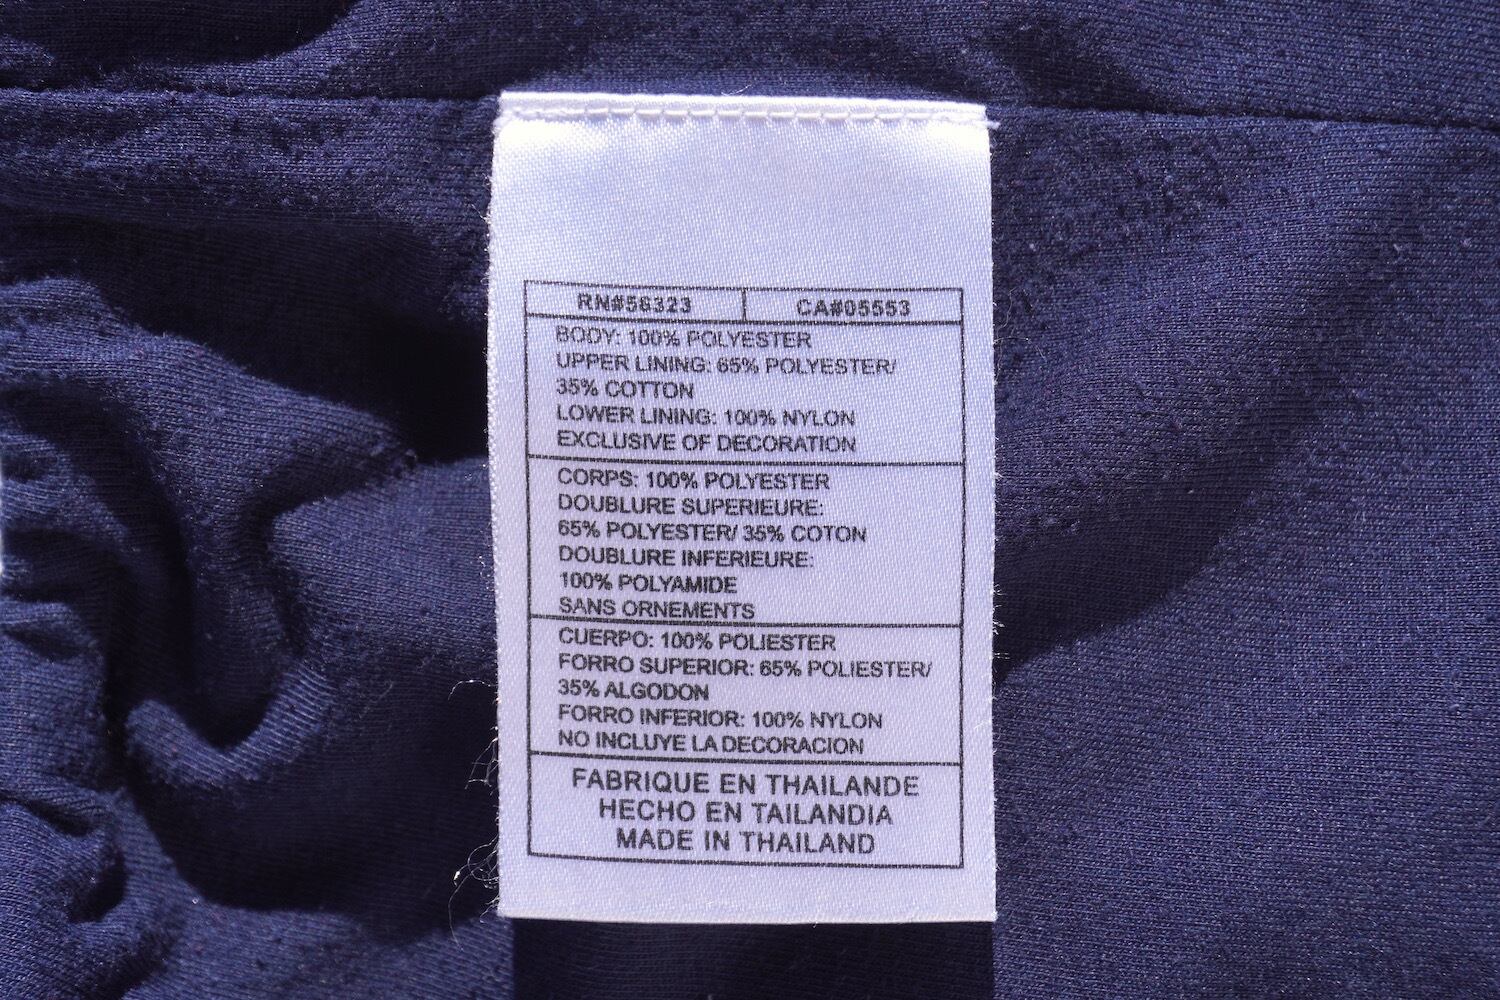 RN#56323 CA#05553
BODY: 100% POLYESTER
UPPER LINING: 65% POLYESTER/
35% COTTON
LOWER LINING: 100% NYLON
EXCLUSIVE OF DECORATION
CORPS: 100% POLYESTER
DOUBLURE SUPERIEURE:
65% POLYESTER/ 35% COTON
DOUBLURE INFERIEURE:
100% POLYAMIDE
SANS ORNEMENTS
CUERPO: 100% POLIESTER
FORRO SUPERIOR: 65% POLIESTER/
35% ALGODON
FORRO INFERIOR: 100% NYLON
NO INCLUYE LA DECORACION
FABRIQUE EN THAILANDE
HECHO EN TAILANDIA
MADE IN THAILAND